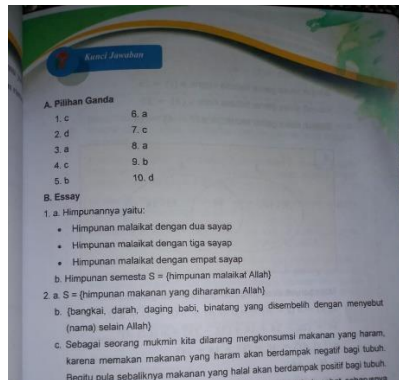 Kunci Jawaban
A. Pilihan Ganda
1. c
2. d
3. a
4. c
5. b
6. a
7. c
8. a
9. b
10. d
B. Essay
1. a. Himpunannya yaitu:
• Himpunan malaikat dengan dua sayap
• Himpunan malaikat dengan tiga sayap
• Himpunan malaikat dengan empat sayap
b. Himpunan semesta S = {himpunan malaikat Allah}
2. a. S = {himpunan makanan yang diharamkan Allah}
b. {bangkai, darah, daging babi, binatang yang disembelih dengan menyebut
(nama) selain Allah}
c. Sebagai seorang mukmin kita dilarang mengkonsumsi makanan yang haram,
karena memakan makanan yang haram akan berdampak negatif bagi tubuh.
Begitu pula sebaliknya makanan yang halal akan berdampak positif bagi tubuh.